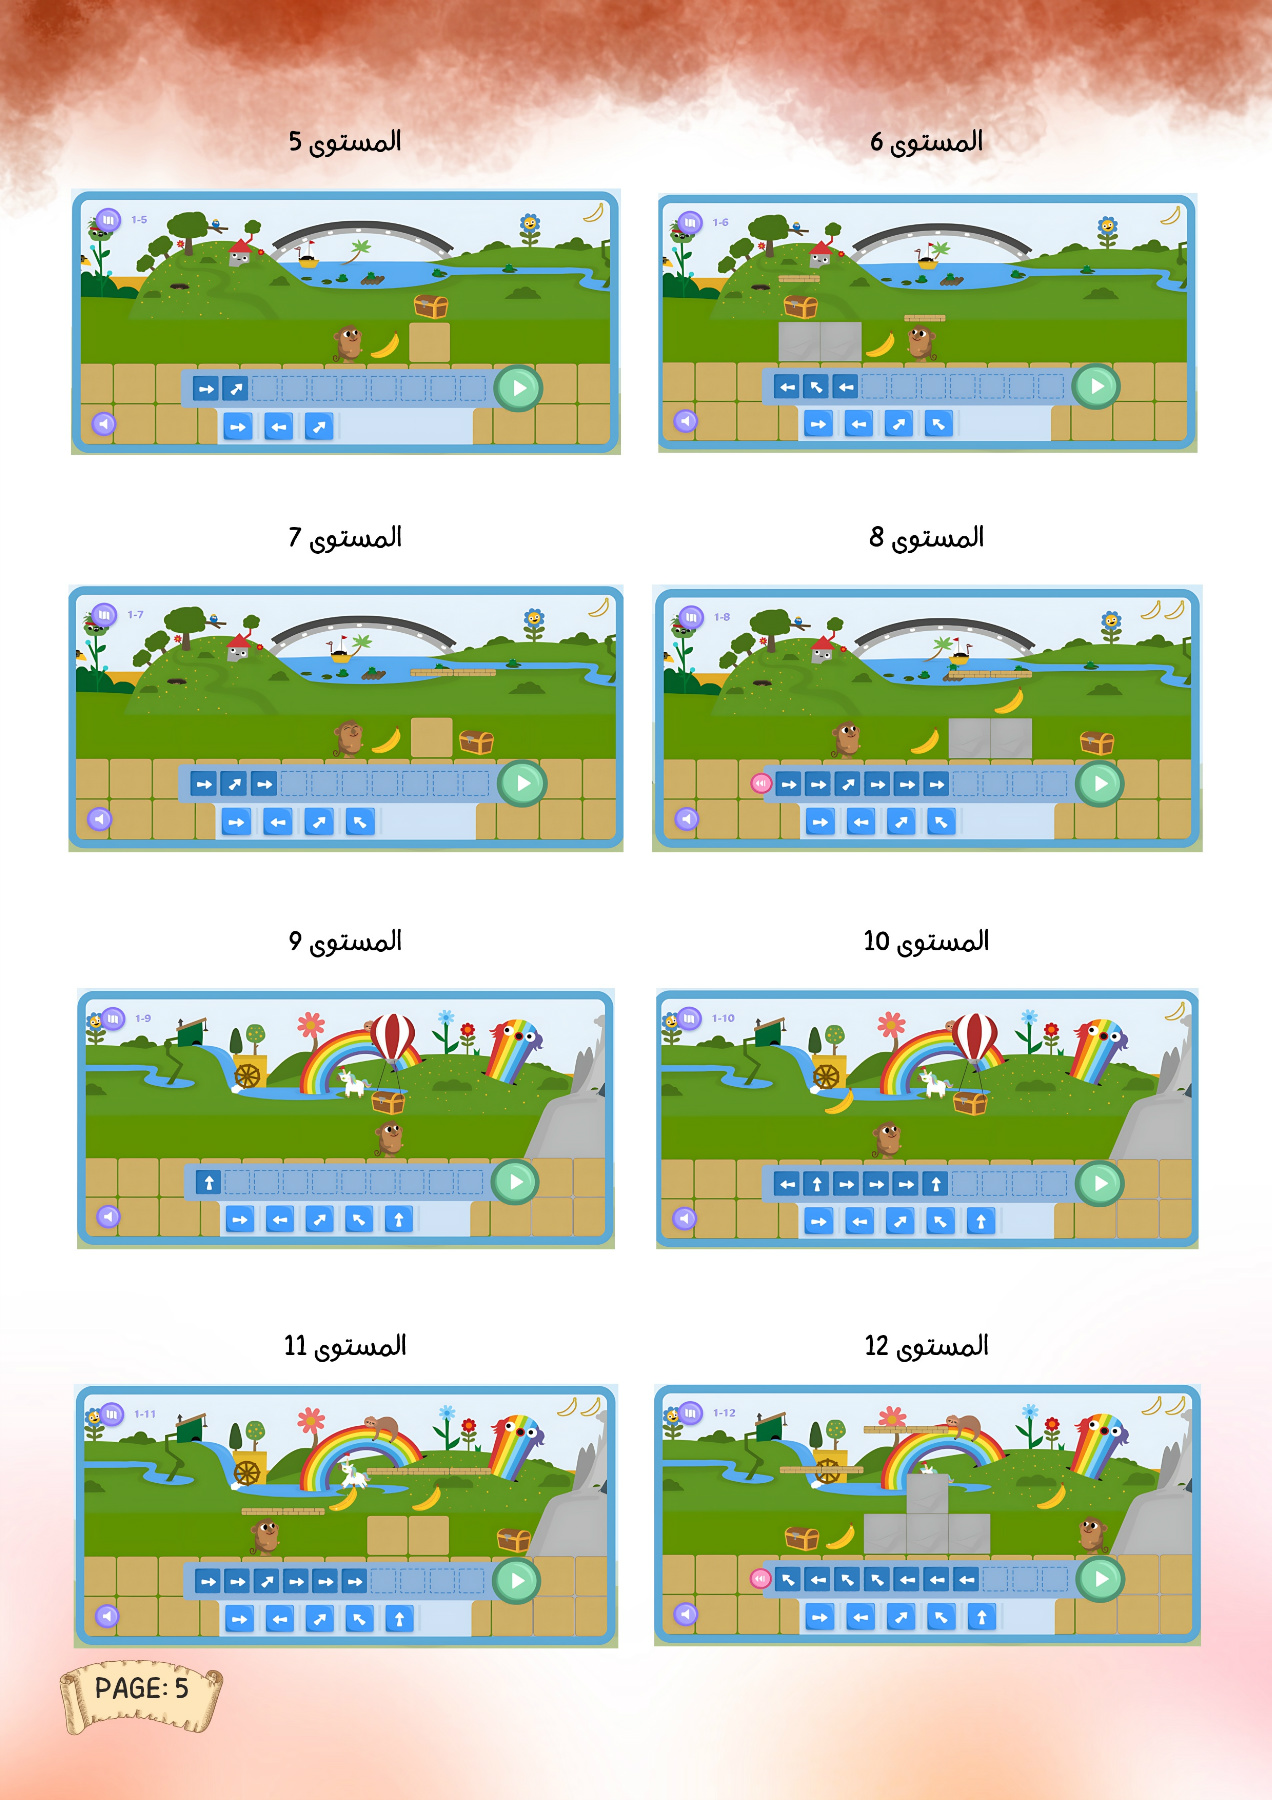 المستوى 5
المستوى 6
1-5
1-6
المستوى 7
المستوى 8
1-7
1-8
المستوى 9
المستوى 10
1-9
1-10
المستوى 11
المستوى 12
1-11
1-12
PAGE: 5